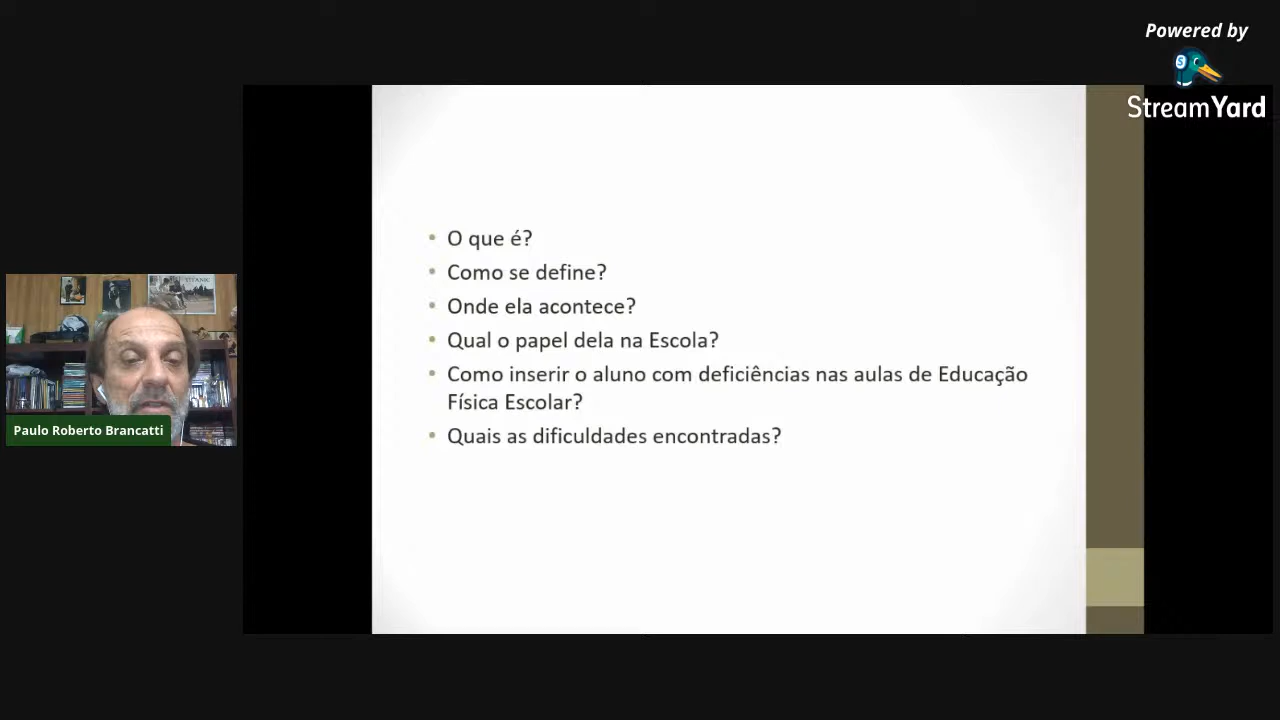 Powered by
StreamYard
• O que é?
• Como se define?
• Onde ela acontece?
• Qual o papel dela na Escola?
• Como inserir o aluno com deficiências nas aulas de Educação
Física Escolar?
• Quais as dificuldades encontradas?
TITANIC
Paulo Roberto Brancatti